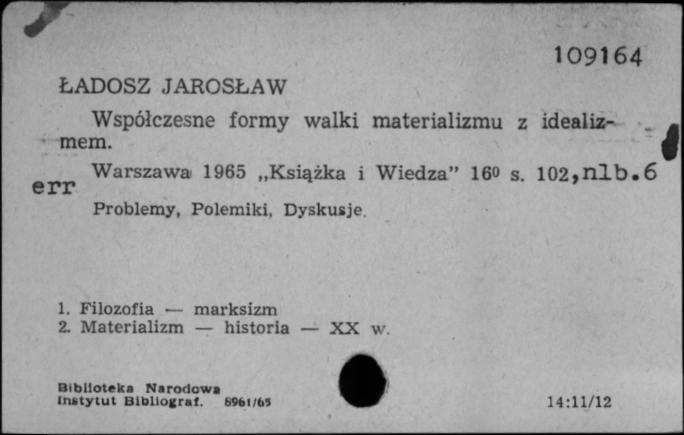 109164
ŁADOSZ JAROSŁAW
Współczesne formy walki materializmu z idealiz-
mem.
Warszawa 1965 „Książka i Wiedza” 16⁰ s. 102,nlb.6
err
Problemy, Polemiki, Dyskusje.
1. Filozofia — marksizm
2. Materializm — historia — XX w.
Biblioteka Narodowa
Instytut Bibliograf. 8961/65
14:11/12